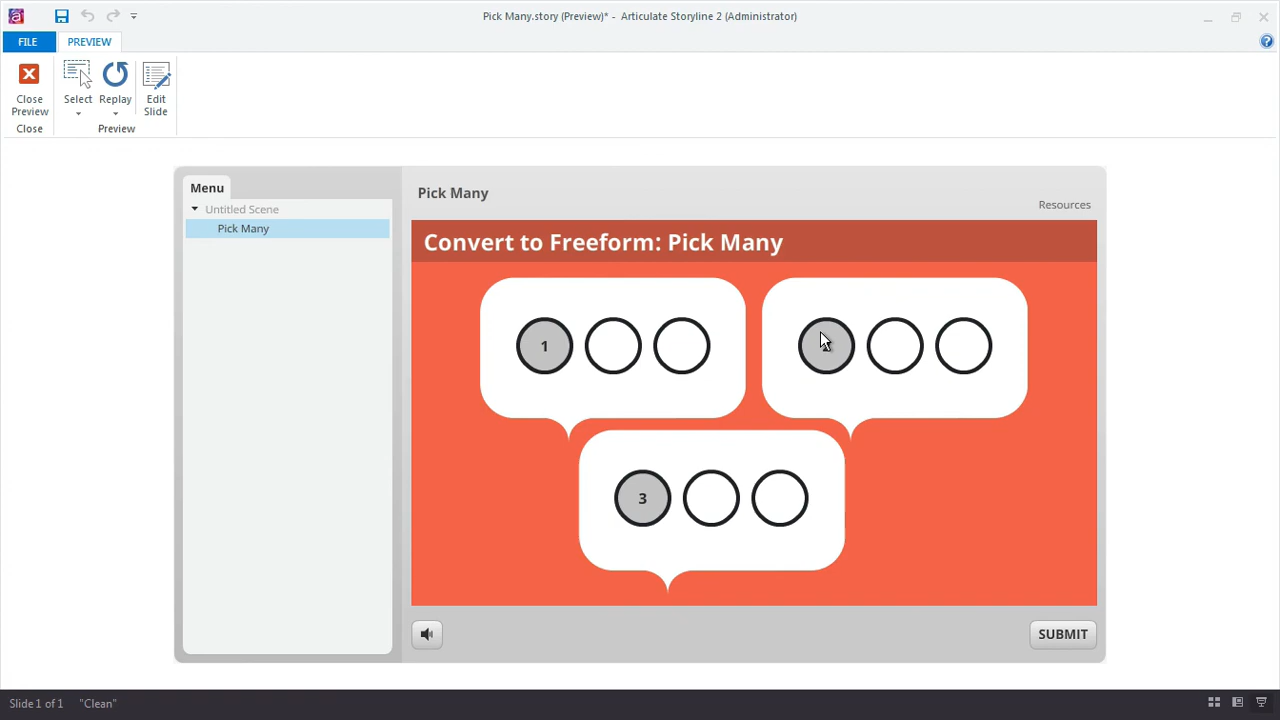 Pick Many.story (Preview)* - Articulate Storyline 2 (Administrator)
FILE
PREVIEW
Close Preview
Select
Replay
Edit Slide
Close
Preview
Menu
Untitled Scene
Pick Many
Pick Many
Resources
Convert to Freeform: Pick Many
1
3
SUBMIT
Slide 1 of 1
"Clean"